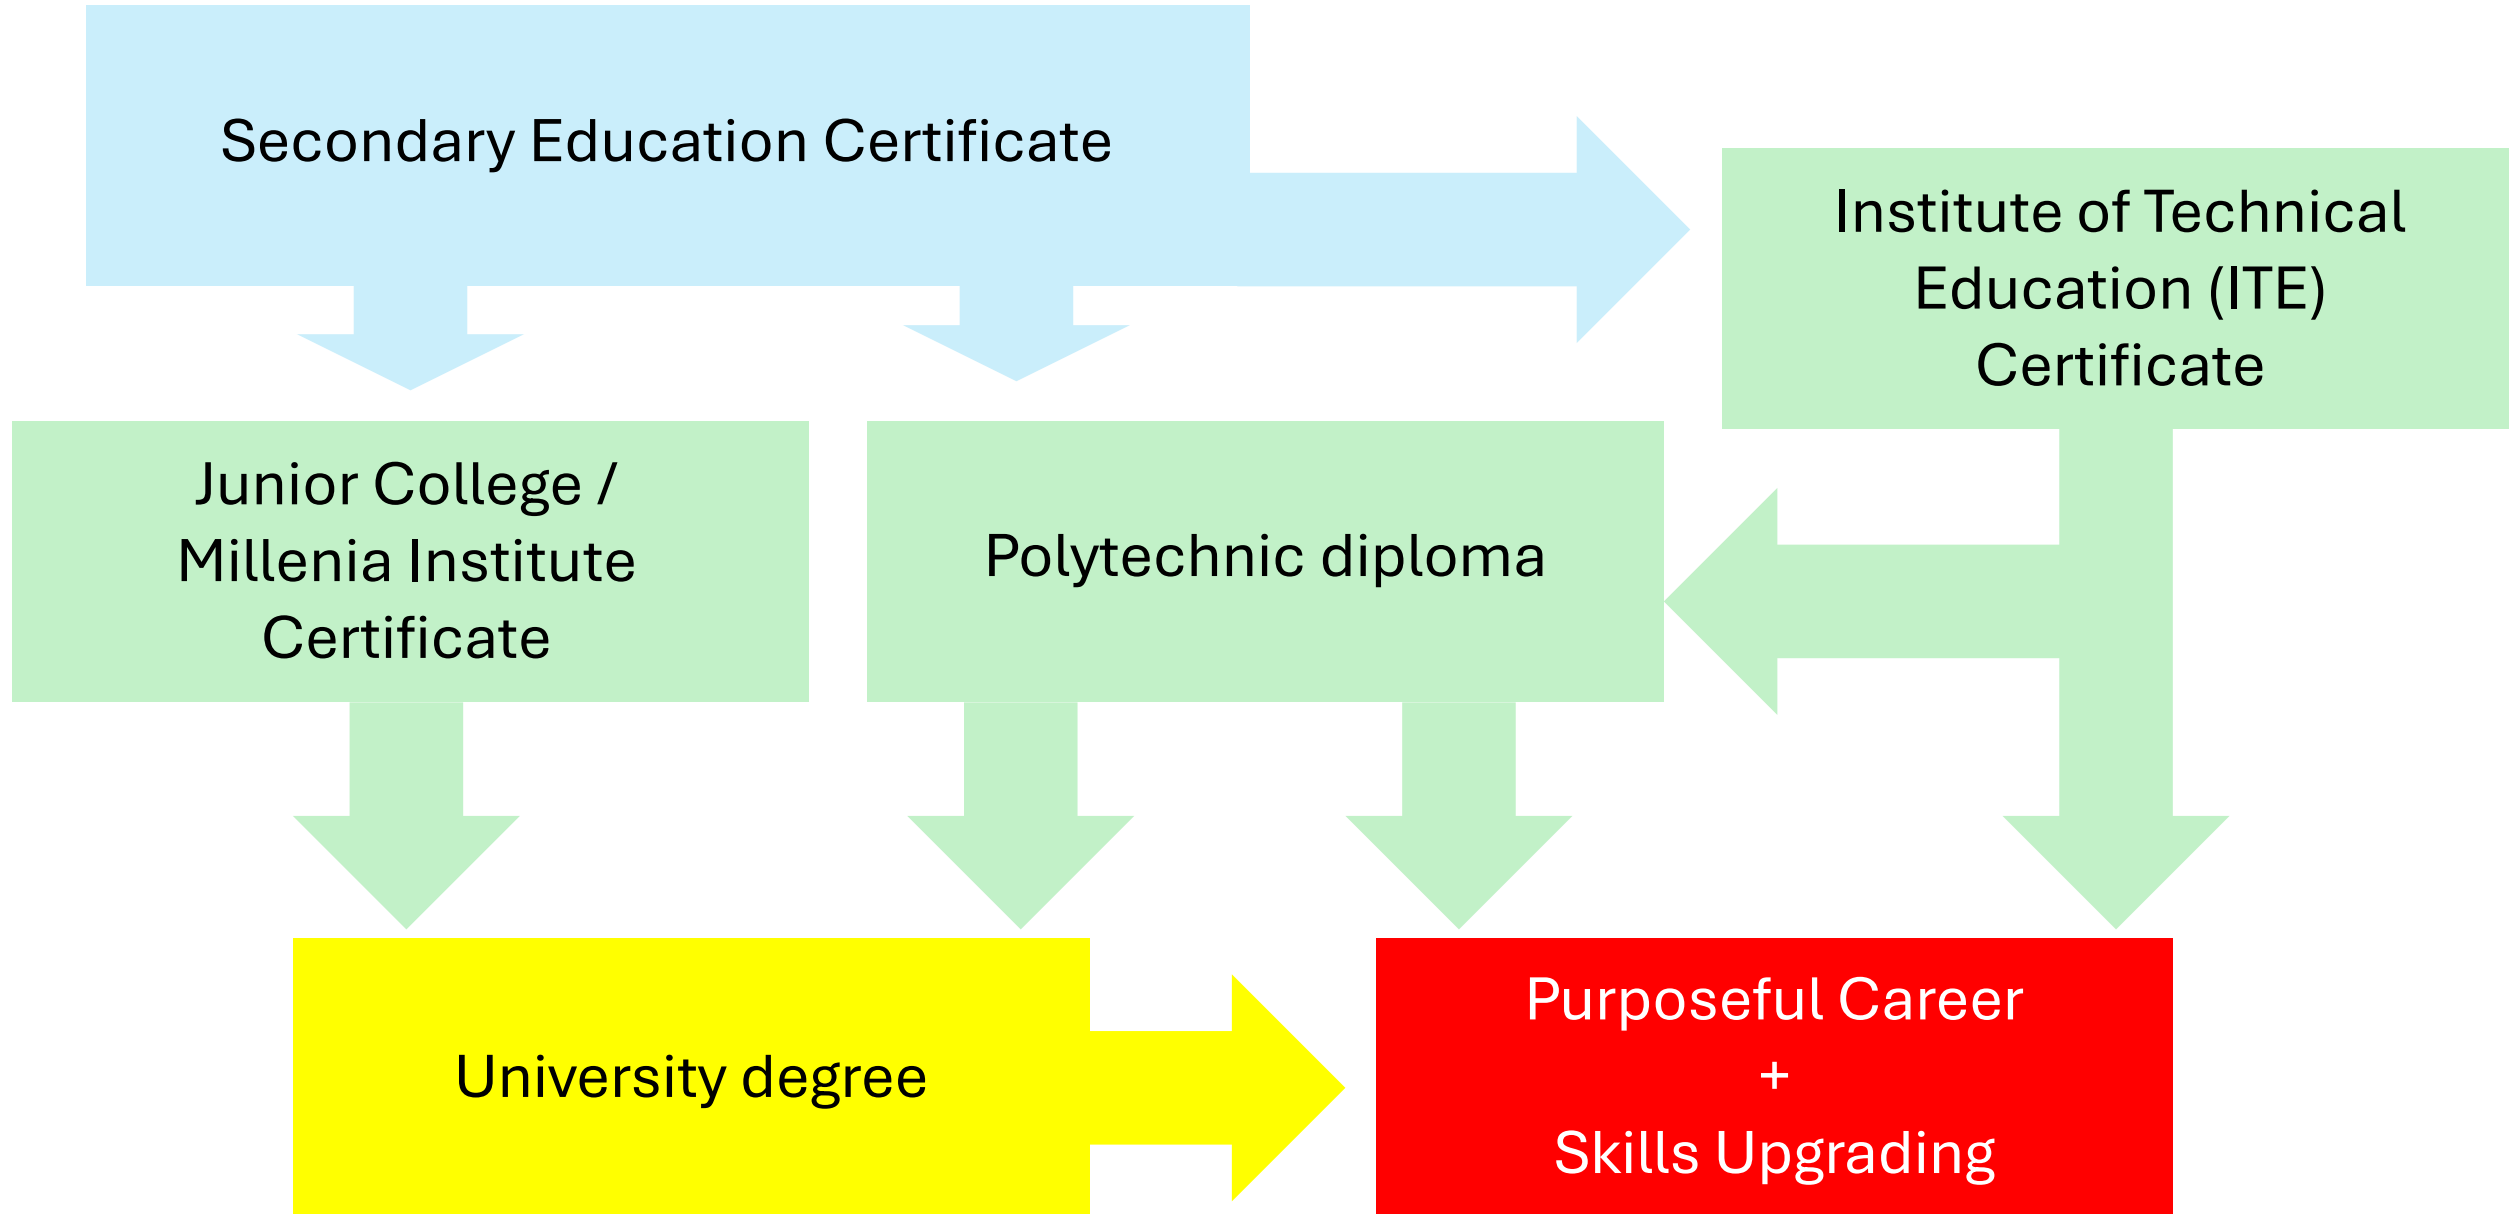 Secondary Education Certificate
Institute of Technical
Education (ITE)
Certificate
Junior College /
Millenia Institute
Certificate
Polytechnic diploma
University degree
Purposeful Career
+
Skills Upgrading